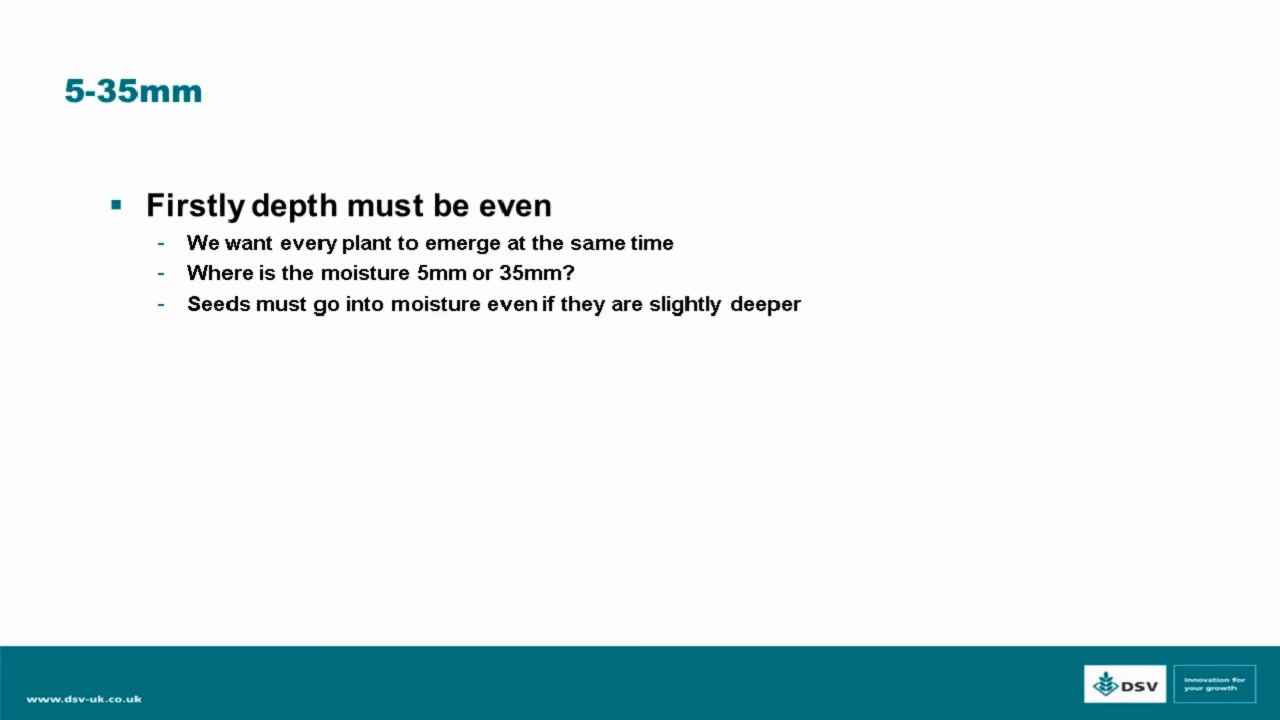 5-35mm
Firstly depth must be even
- We want every plant to emerge at the same time
- Where is the moisture 5mm or 35mm?
- Seeds must go into moisture even if they are slightly deeper
www.dsv-uk.co.uk
DSV
Innovation for
your growth